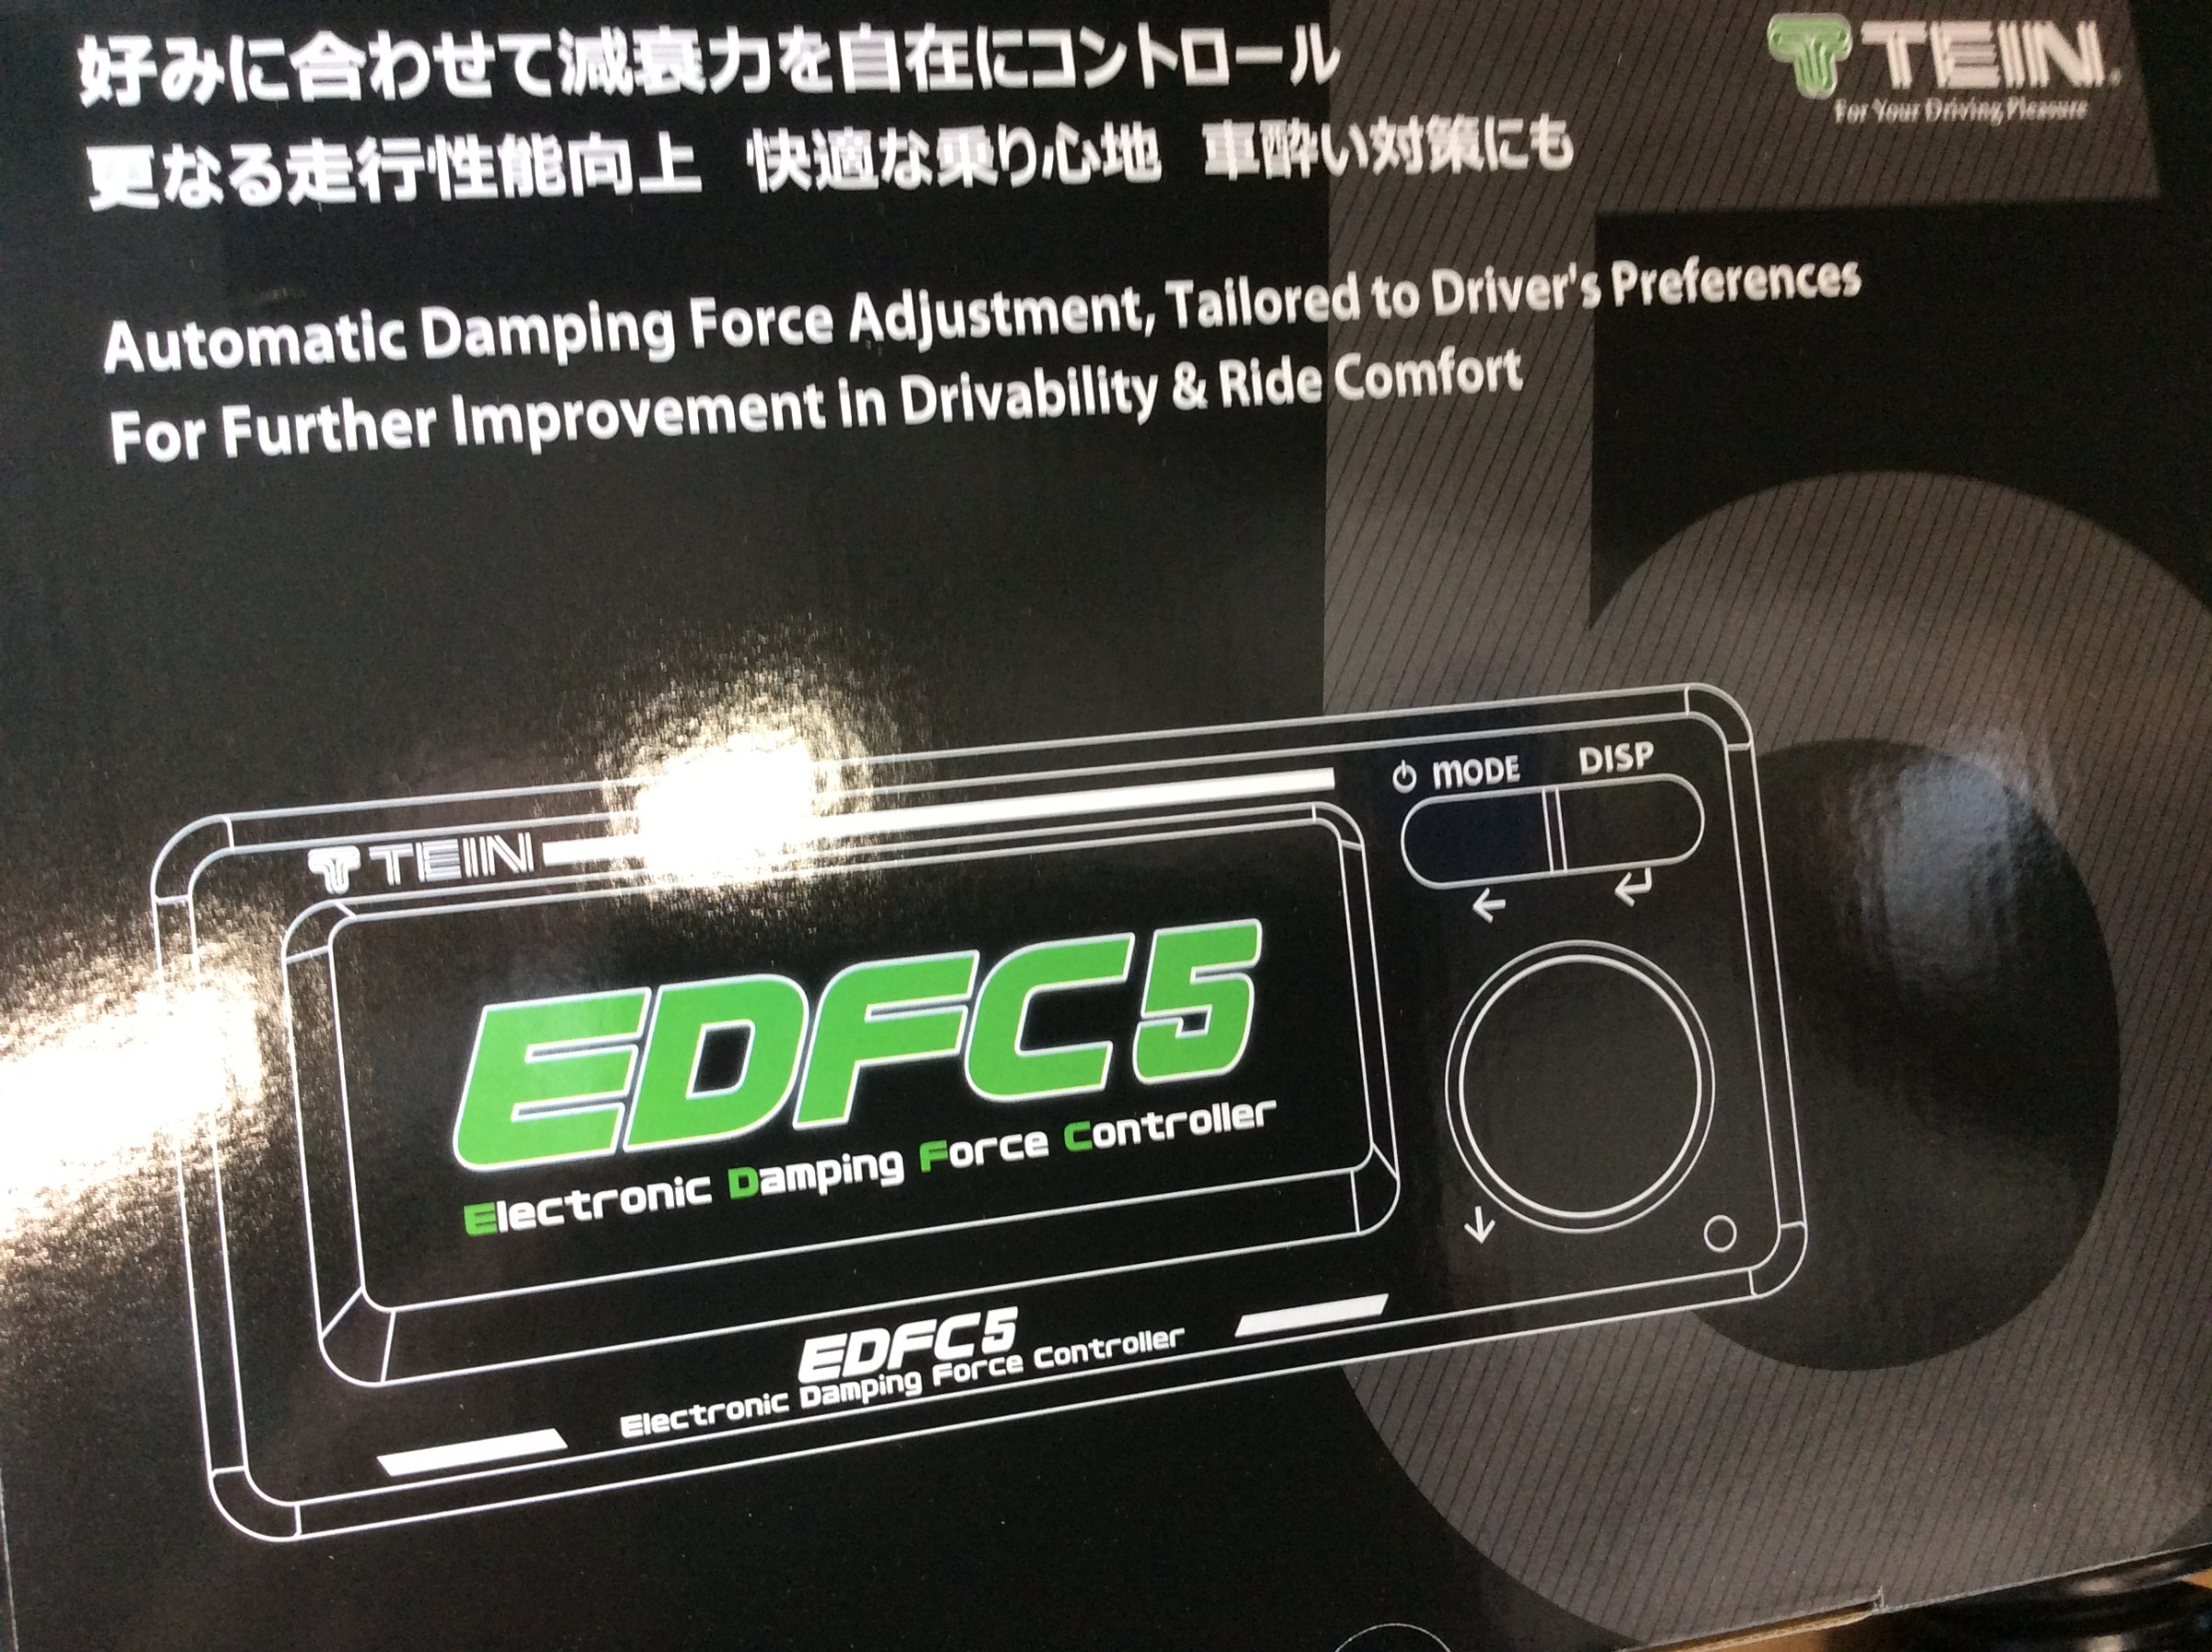 好みに合わせて減衰力を自在にコントロール
更なる走行性能向上 快適な乗り心地 車酔い対策にも
TEIN
For Your Driving Pleasure
Automatic Damping Force Adjustment, Tailored to Driver's Preferences
For Further Improvement in Drivability & Ride Comfort
5
TEIN
MODE DISP
EDFC5
Electronic Damping Force Controller
EDFC5
Electronic Damping Force Controller